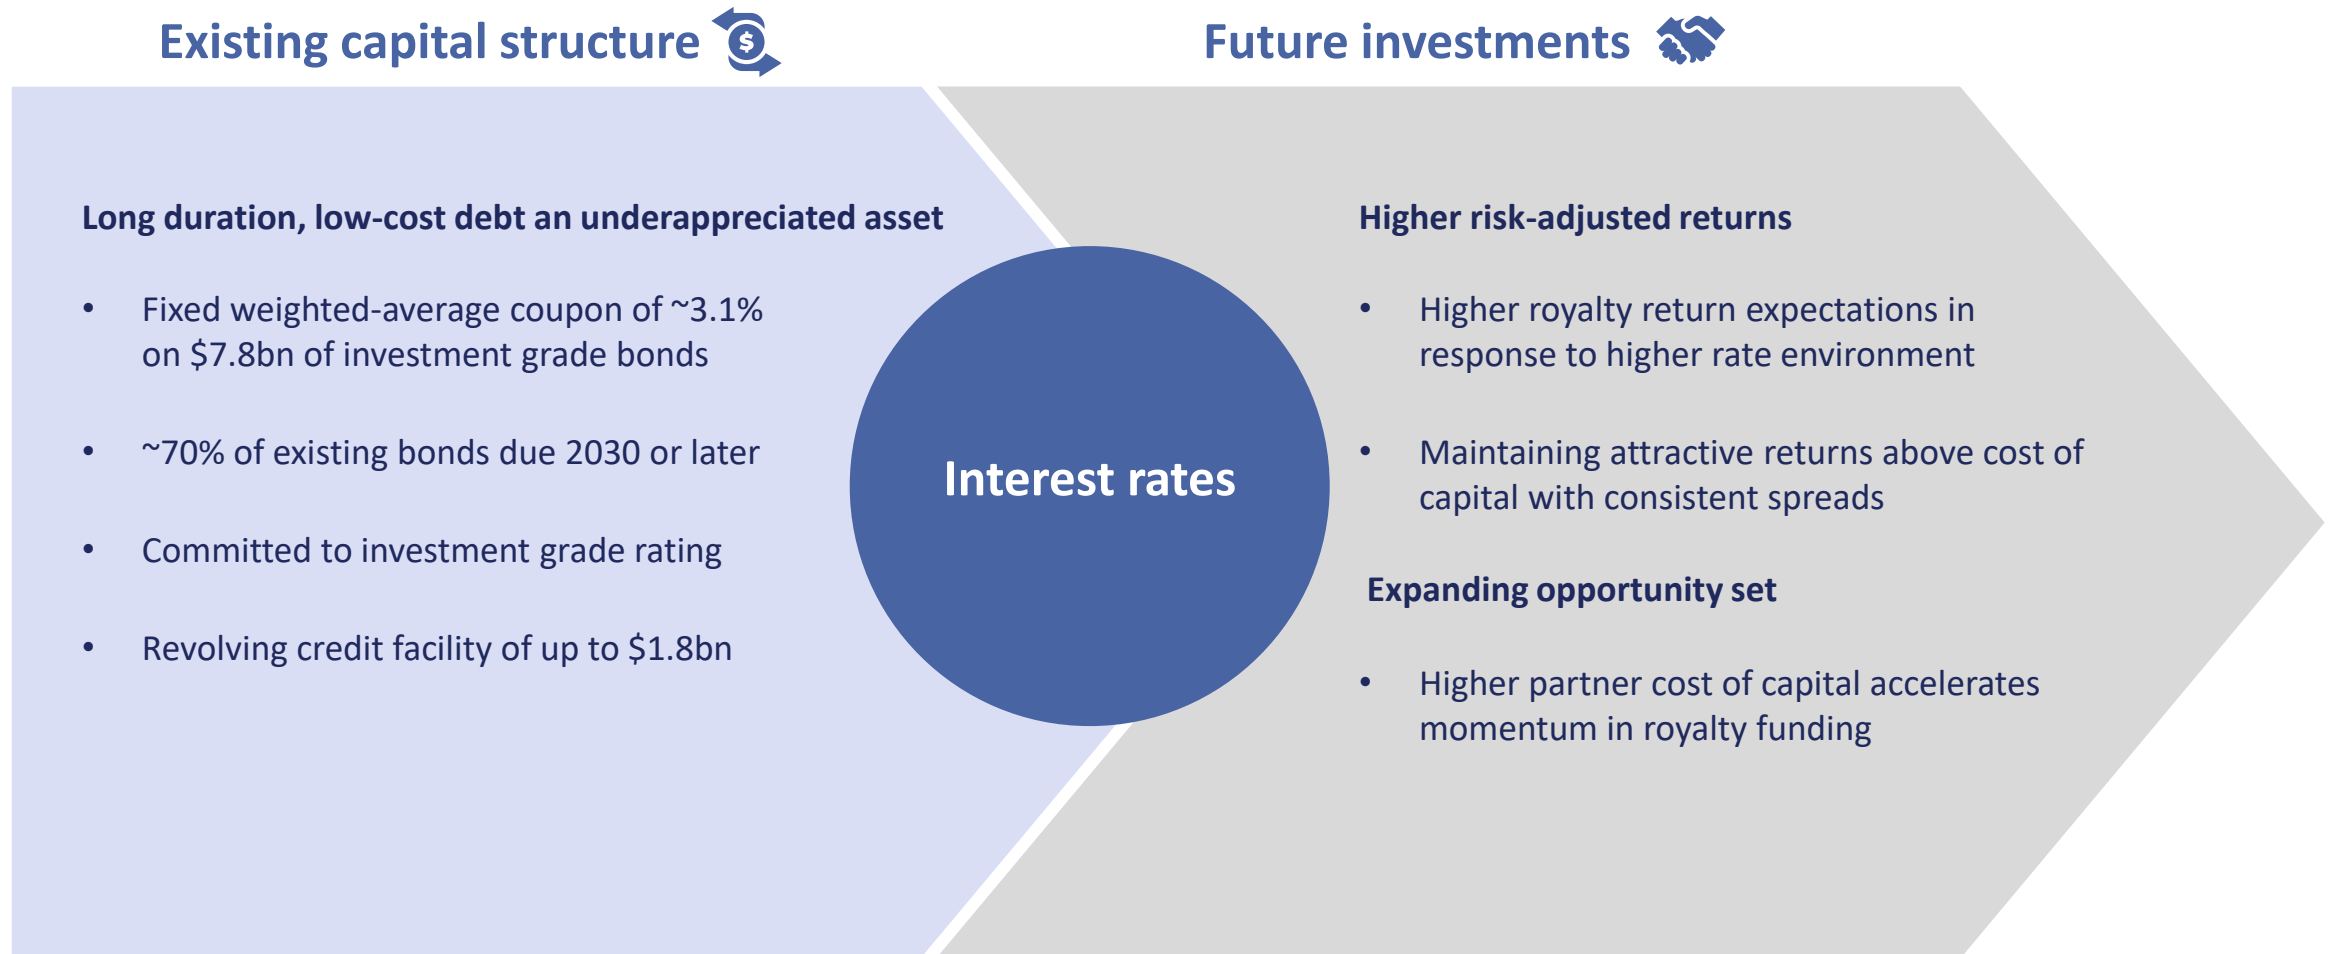 Existing capital structure
$
Long duration, low-cost debt an underappreciated asset
• Fixed weighted-average coupon of ~3.1%
on $7.8bn of investment grade bonds
• ~70% of existing bonds due 2030 or later
• Committed to investment grade rating
• Revolving credit facility of up to $1.8bn
Interest rates
Future investments
Higher risk-adjusted returns
• Higher royalty return expectations in
response to higher rate environment
• Maintaining attractive returns above cost of
capital with consistent spreads
Expanding opportunity set
• Higher partner cost of capital accelerates
momentum in royalty funding